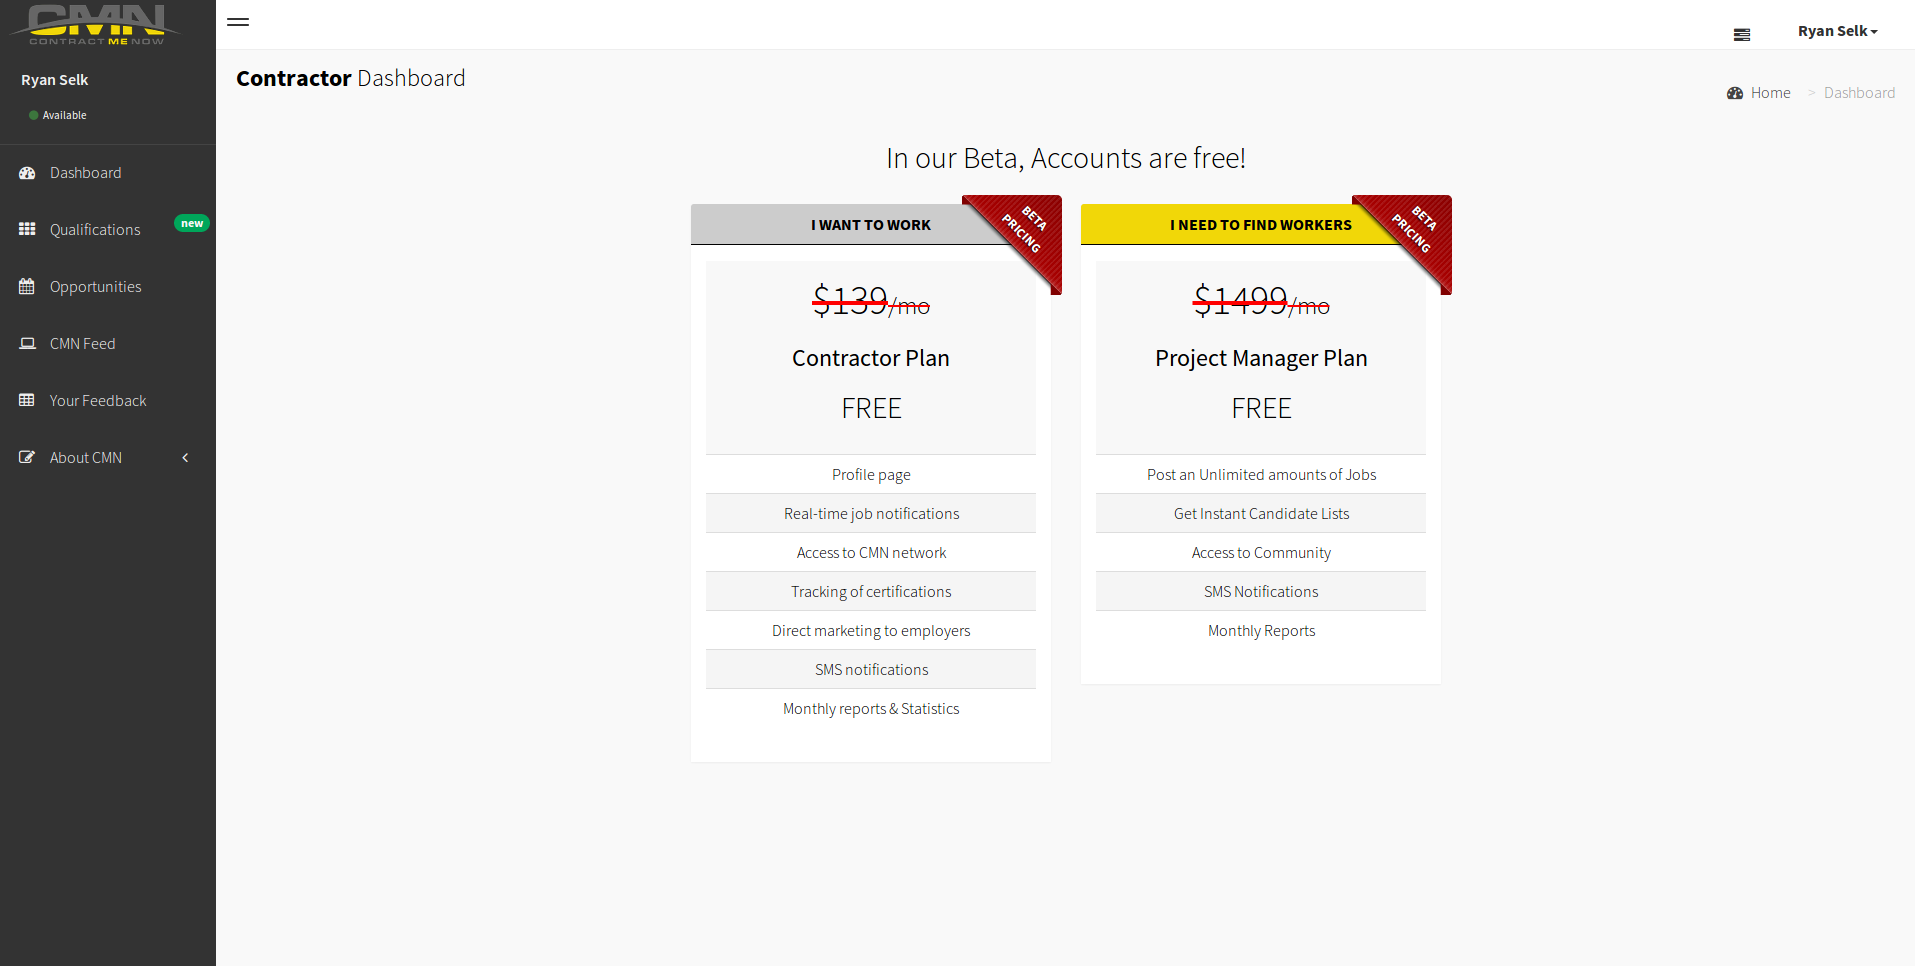 CMN
CONTRACT ME NOW
Ryan Selk
Ryan Selk
Available
Contractor Dashboard
Home > Dashboard
Dashboard
Qualifications new
Opportunities
CMN Feed
Your Feedback
About CMN
In our Beta, Accounts are free!
I WANT TO WORK
BETA
PRICING
$139/mo
Contractor Plan
FREE
Profile page
Real-time job notifications
Access to CMN network
Tracking of certifications
Direct marketing to employers
SMS notifications
Monthly reports & Statistics
I NEED TO FIND WORKERS
BETA
PRICING
$1499/mo
Project Manager Plan
FREE
Post an Unlimited amounts of Jobs
Get Instant Candidate Lists
Access to Community
SMS Notifications
Monthly Reports